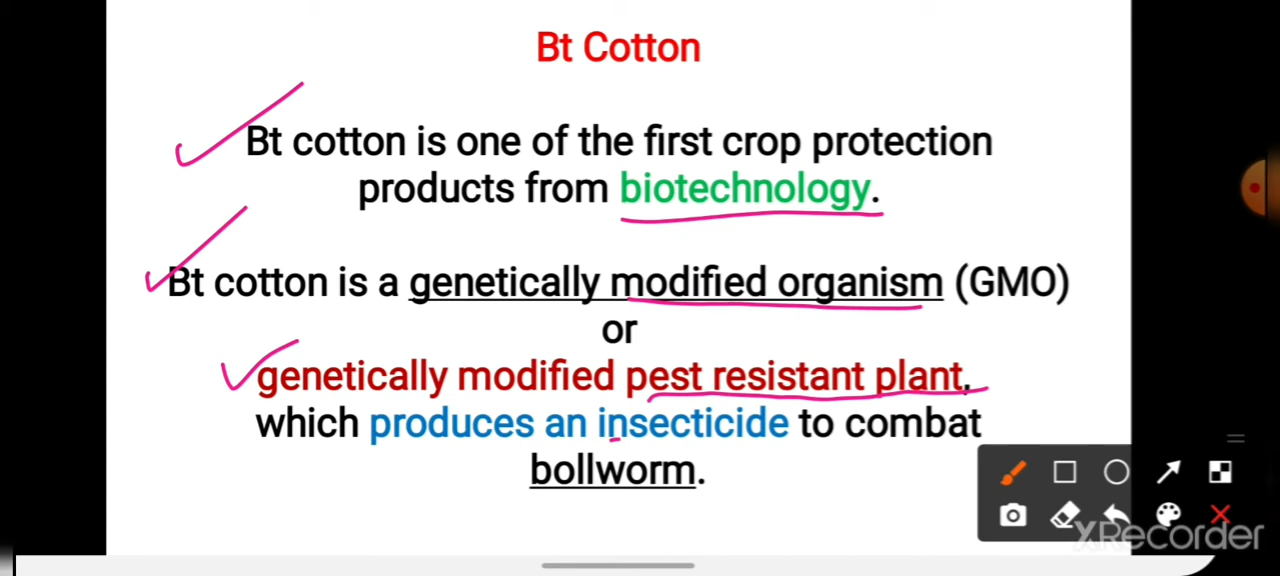 Bt Cotton
Bt cotton is one of the first crop protection
products from biotechnology.
Bt cotton is a genetically modified organism (GMO)
or
genetically modified pest resistant plant,
which produces an insecticide to combat
bollworm.
XRecorder